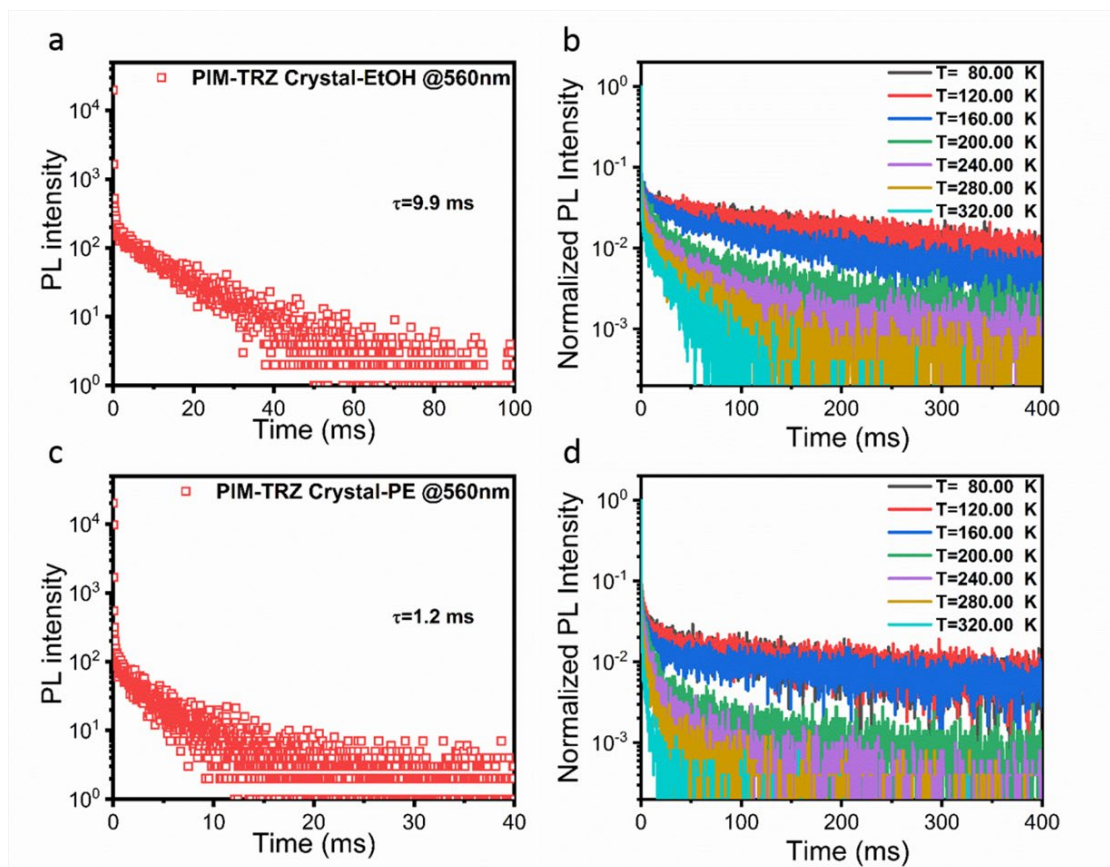 a
PIM-TRZ Crystal-EtOH @560nm
τ=9.9 ms
PL intensity
10^4
10^3
10^2
10^1
10^0
0 20 40 60 80 100
Time (ms)
b
T= 80.00 K
T=120.00 K
T=160.00 K
T=200.00 K
T=240.00 K
T=280.00 K
T=320.00 K
Normalized PL Intensity
10^0
10^-1
10^-2
10^-3
0 100 200 300 400
Time (ms)
c
PIM-TRZ Crystal-PE @560nm
τ=1.2 ms
PL intensity
10^4
10^3
10^2
10^1
10^0
0 10 20 30 40
Time (ms)
d
T= 80.00 K
T=120.00 K
T=160.00 K
T=200.00 K
T=240.00 K
T=280.00 K
T=320.00 K
Normalized PL Intensity
10^0
10^-1
10^-2
10^-3
0 100 200 300 400
Time (ms)